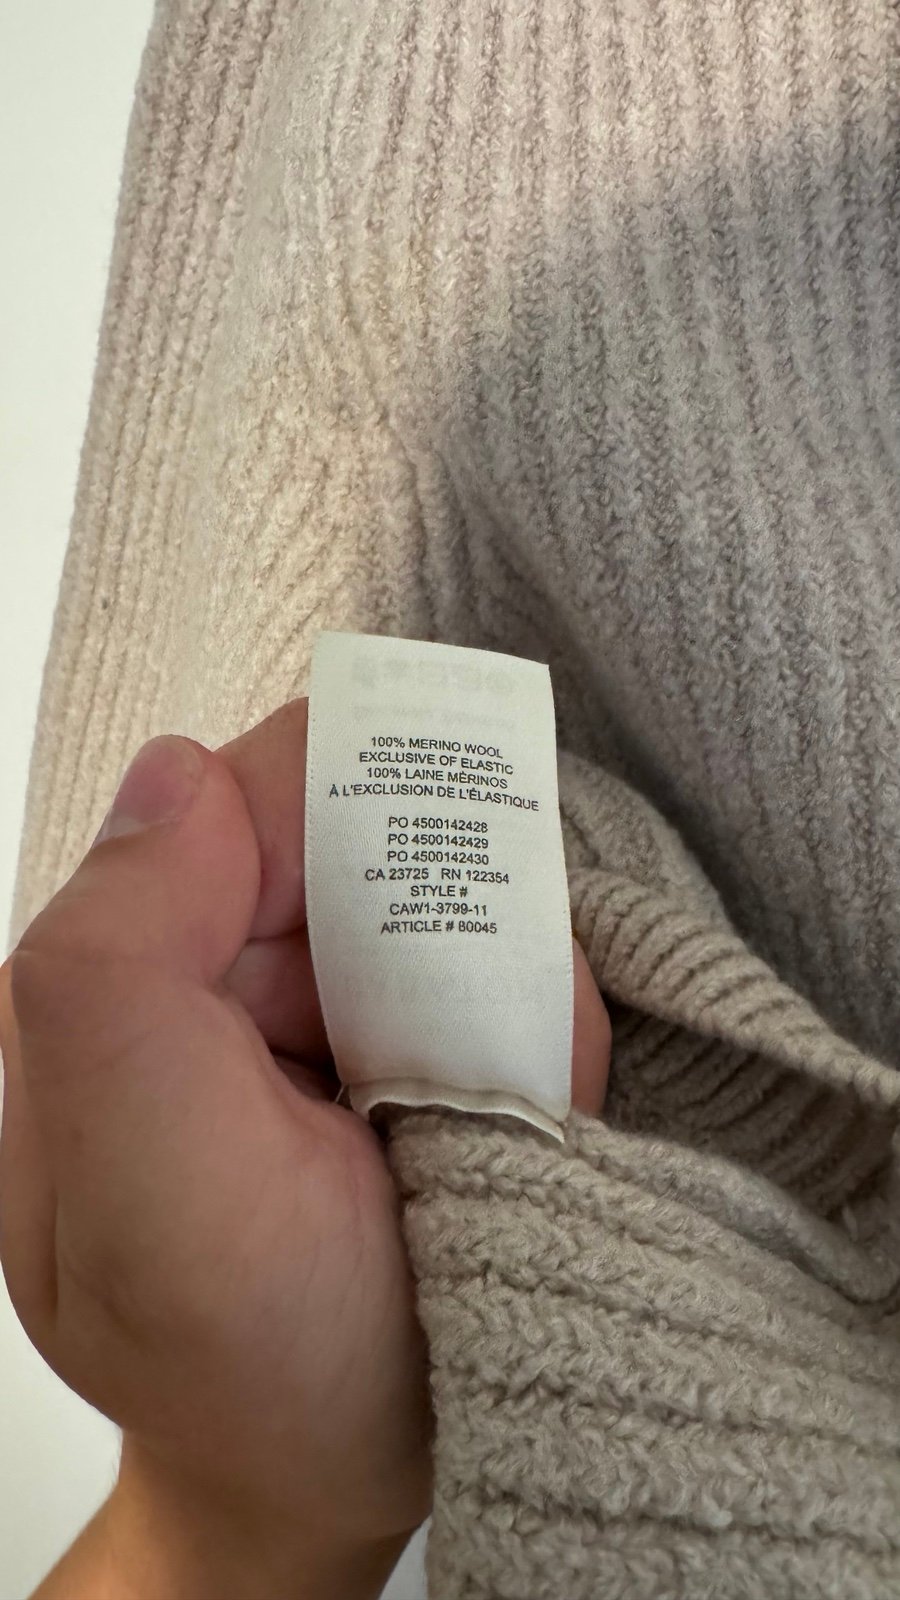 100% MERINO WOOL
EXCLUSIVE OF ELASTIC
100% LAINE MÉRINOS
À L'EXCLUSION DE L'ÉLASTIQUE
PO 4500142428
PO 4500142429
PO 4500142430
CA 23725 RN 122354
STYLE #
CAW1-3799-11
ARTICLE # 80045